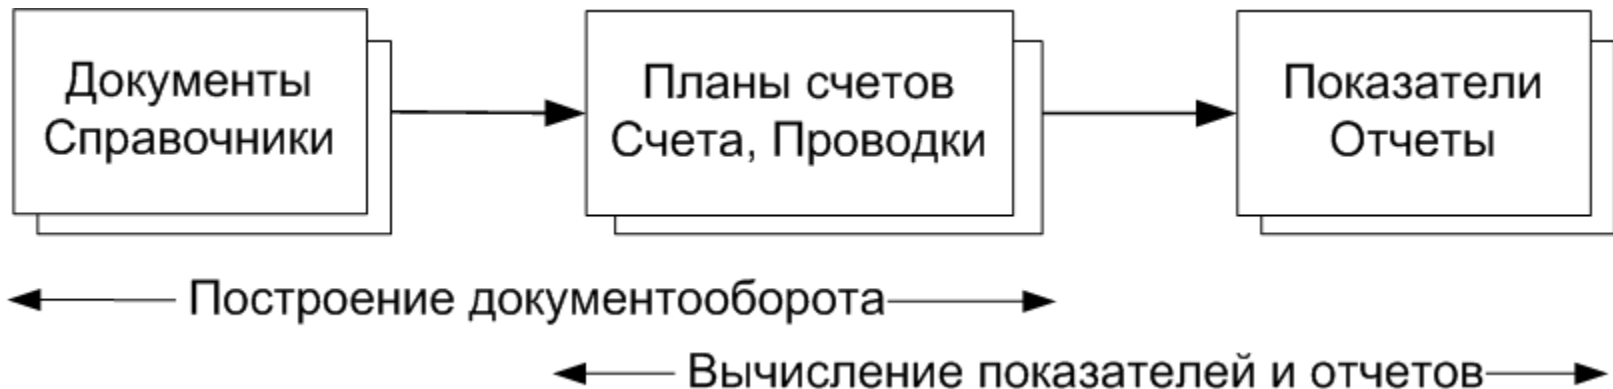 Документы
Справочники
Планы счетов
Счета, Проводки
Показатели
Отчеты
Построение документооборота
Вычисление показателей и отчетов